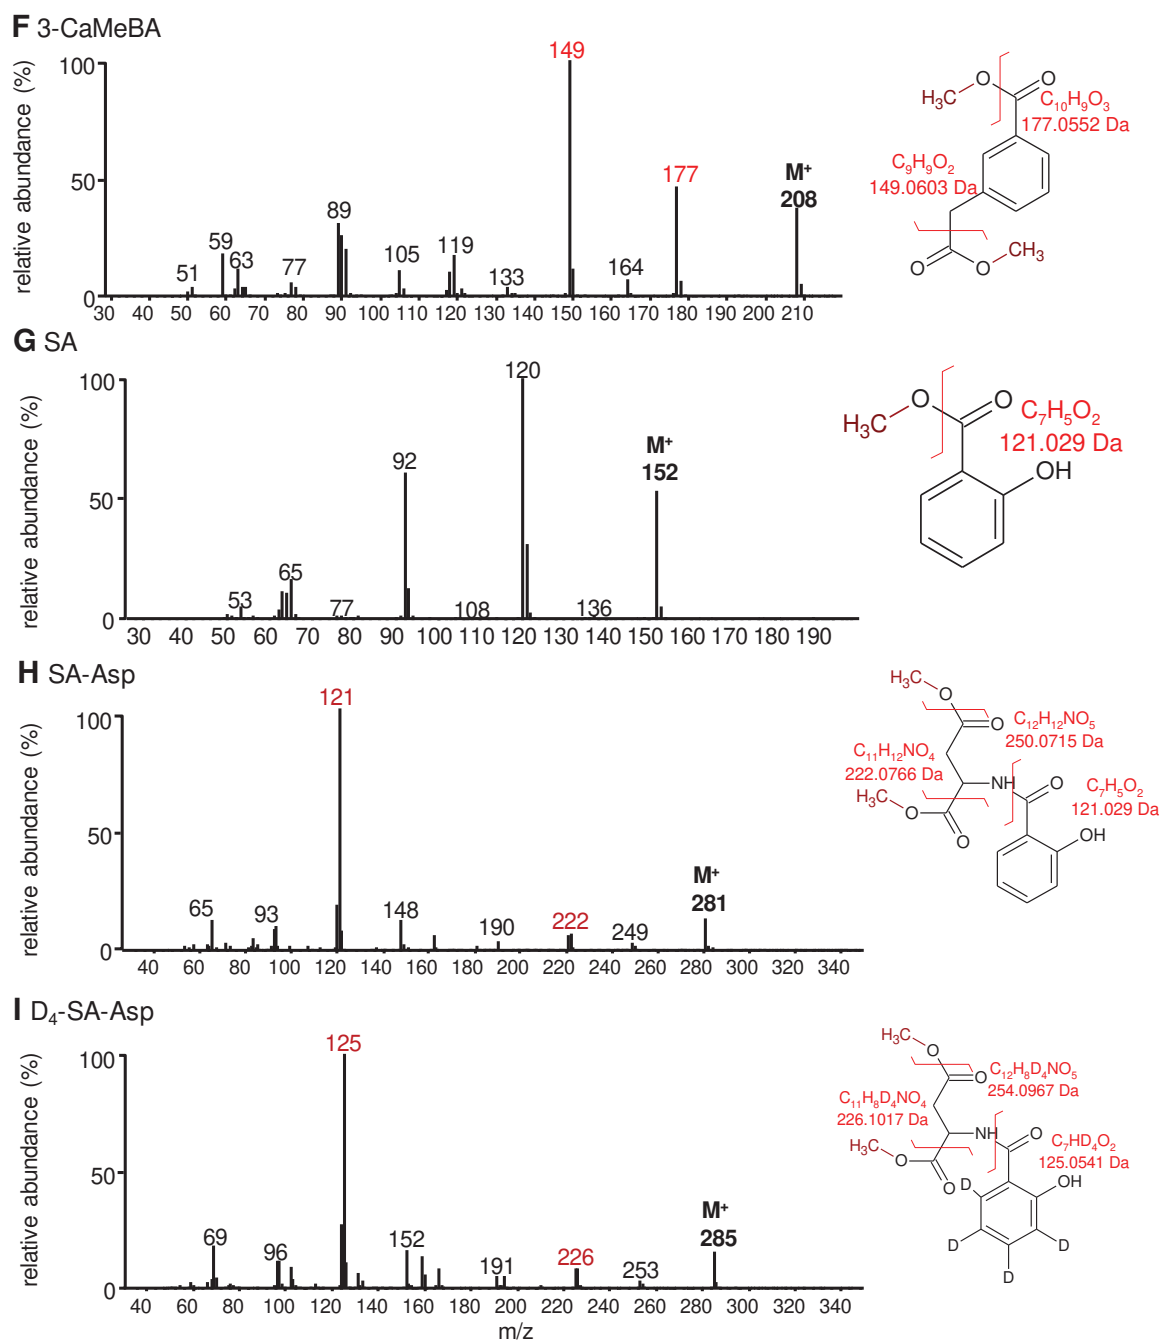 F 3-CaMeBA
relative abundance (%)
100
50
0
149
177
M⁺
208
89
59
63
51
77
105
119
133
164
30 40 50 60 70 80 90 100 110 120 130 140 150 160 170 180 190 200 210
H₃C
O
O
C₁₀H₉O₃
177.0552 Da
C₉H₉O₂
149.0603 Da
O
O
CH₃
G SA
relative abundance (%)
100
50
0
120
92
M⁺
152
65
53
77
108
136
30 40 50 60 70 80 90 100 110 120 130 140 150 160 170 180 190
H₃C
O
O
C₇H₅O₂
121.029 Da
OH
H SA-Asp
relative abundance (%)
100
50
0
121
M⁺
281
65
93
148
190
222
249
40 60 80 100 120 140 160 180 200 220 240 260 280 300 320 340
H₃C
O
O
C₁₂H₁₂NO₅
250.0715 Da
C₁₁H₁₂NO₄
222.0766 Da
NH
O
C₇H₅O₂
121.029 Da
H₃C
O
O
OH
I D₄-SA-Asp
relative abundance (%)
100
50
0
125
M⁺
285
69
96
152
191
226
253
40 60 80 100 120 140 160 180 200 220 240 260 280 300 320 340
m/z
H₃C
O
O
C₁₂H₈D₄NO₅
254.0967 Da
C₁₁H₈D₄NO₄
226.1017 Da
NH
O
C₇HD₄O₂
125.0541 Da
H₃C
O
O
OH
D
D
D
D